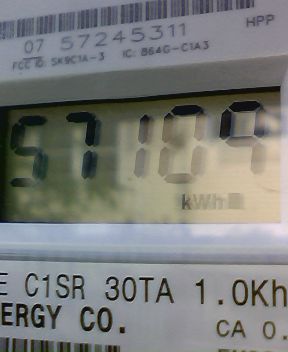 07 57245311
HPP
FCC ID: SK9C1A-3 IC: 864G-C1A3
57109
kWh
E C1SR 30TA 1.0Kh
ERGY CO.
CA 0.